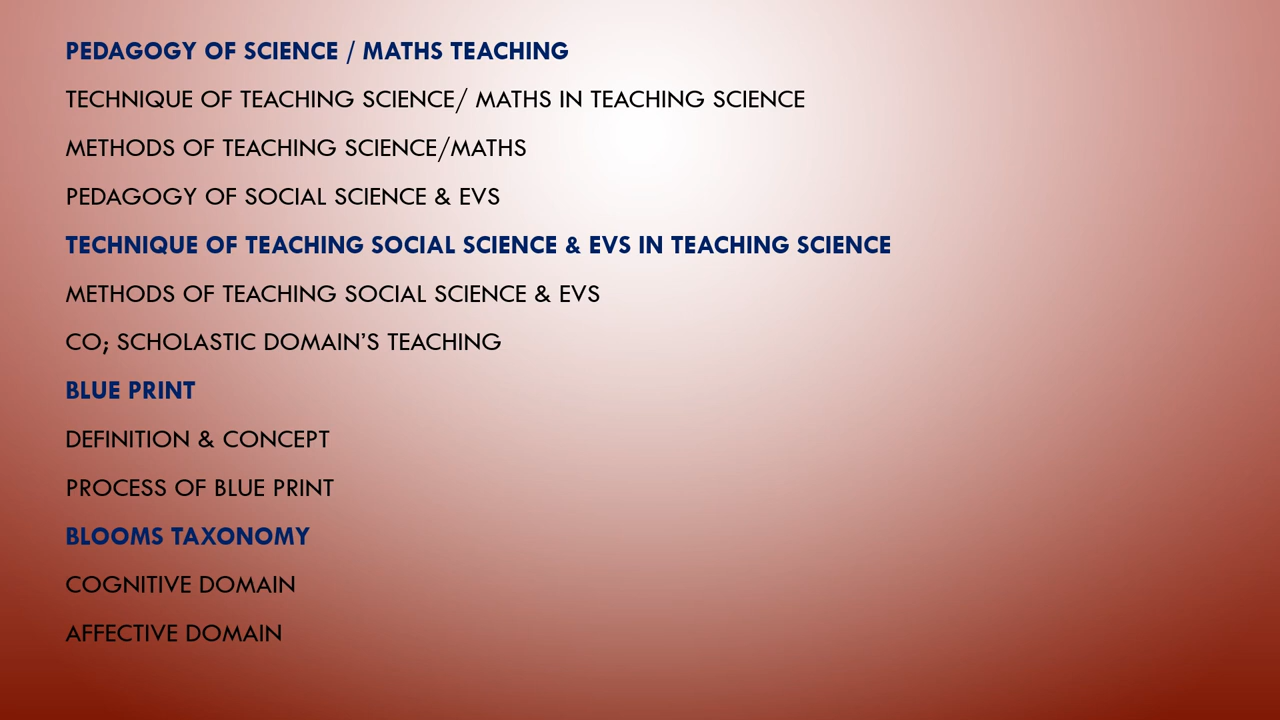 PEDAGOGY OF SCIENCE / MATHS TEACHING
TECHNIQUE OF TEACHING SCIENCE/ MATHS IN TEACHING SCIENCE
METHODS OF TEACHING SCIENCE/MATHS
PEDAGOGY OF SOCIAL SCIENCE & EVS
TECHNIQUE OF TEACHING SOCIAL SCIENCE & EVS IN TEACHING SCIENCE
METHODS OF TEACHING SOCIAL SCIENCE & EVS
CO; SCHOLASTIC DOMAIN’S TEACHING
BLUE PRINT
DEFINITION & CONCEPT
PROCESS OF BLUE PRINT
BLOOMS TAXONOMY
COGNITIVE DOMAIN
AFFECTIVE DOMAIN